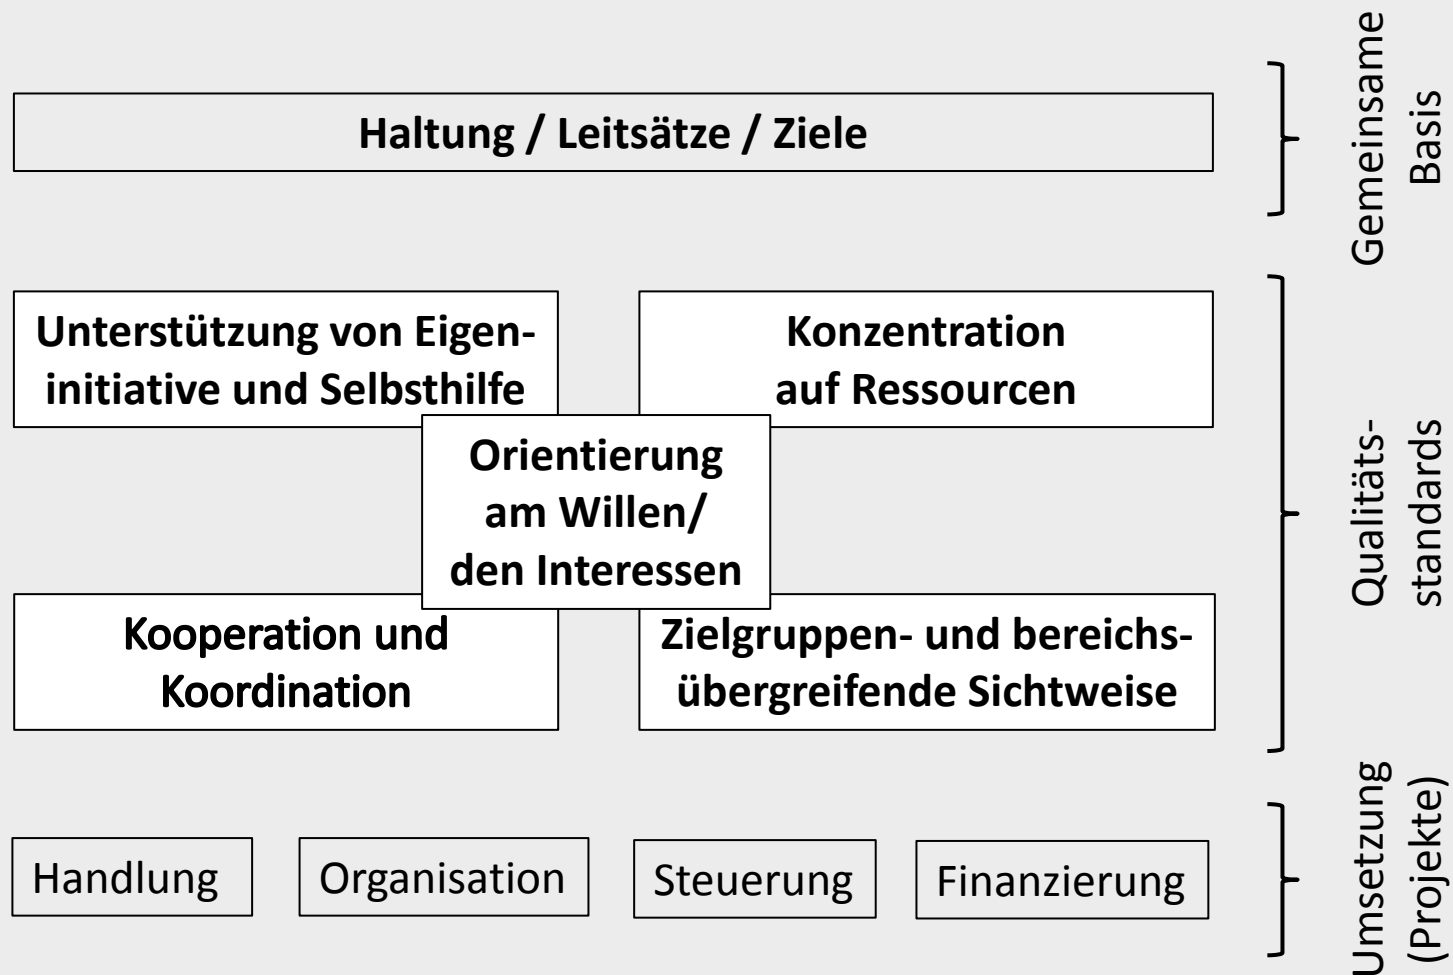 Haltung / Leitsätze / Ziele
Gemeinsame
Basis
Unterstützung von Eigen-
initiative und Selbsthilfe
Konzentration
auf Ressourcen
Orientierung
am Willen/
den Interessen
Kooperation und
Koordination
Zielgruppen- und bereichs-
übergreifende Sichtweise
Qualitäts-
standards
Handlung
Organisation
Steuerung
Finanzierung
Umsetzung
(Projekte)